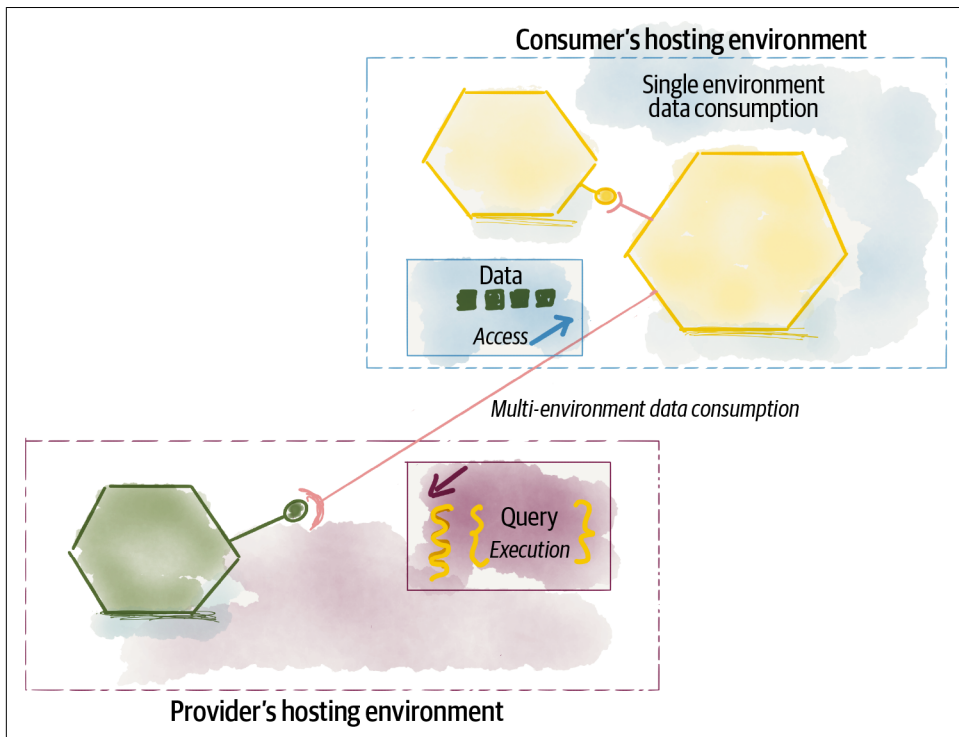 Consumer's hosting environment
Single environment
data consumption
Data
Access
Multi-environment data consumption
Query
Execution
Provider's hosting environment